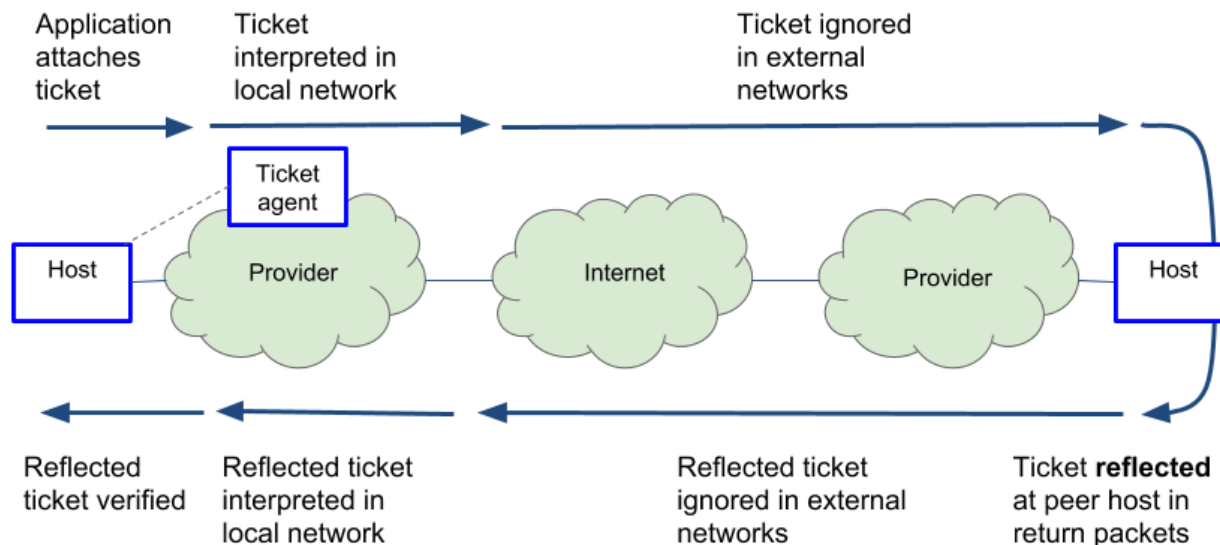 Application
attaches
ticket
Ticket
interpreted in
local network
Ticket ignored
in external
networks
Ticket
agent
Host
Provider
Internet
Provider
Host
Reflected
ticket verified
Reflected ticket
interpreted in
local network
Reflected ticket
ignored in external
networks
Ticket reflected
at peer host in
return packets